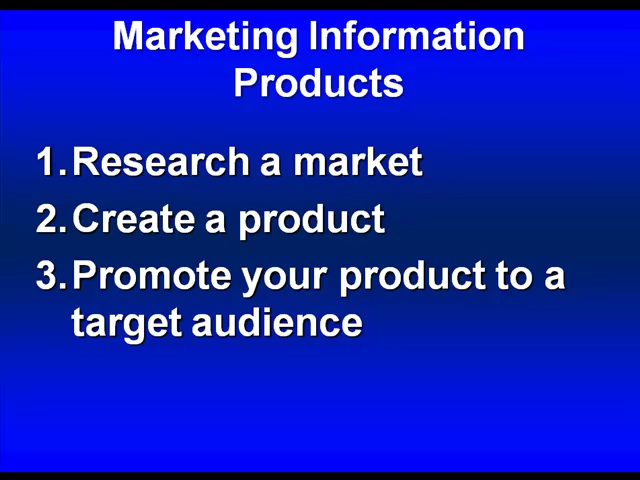 Marketing Information
Products
1. Research a market
2. Create a product
3. Promote your product to a
target audience